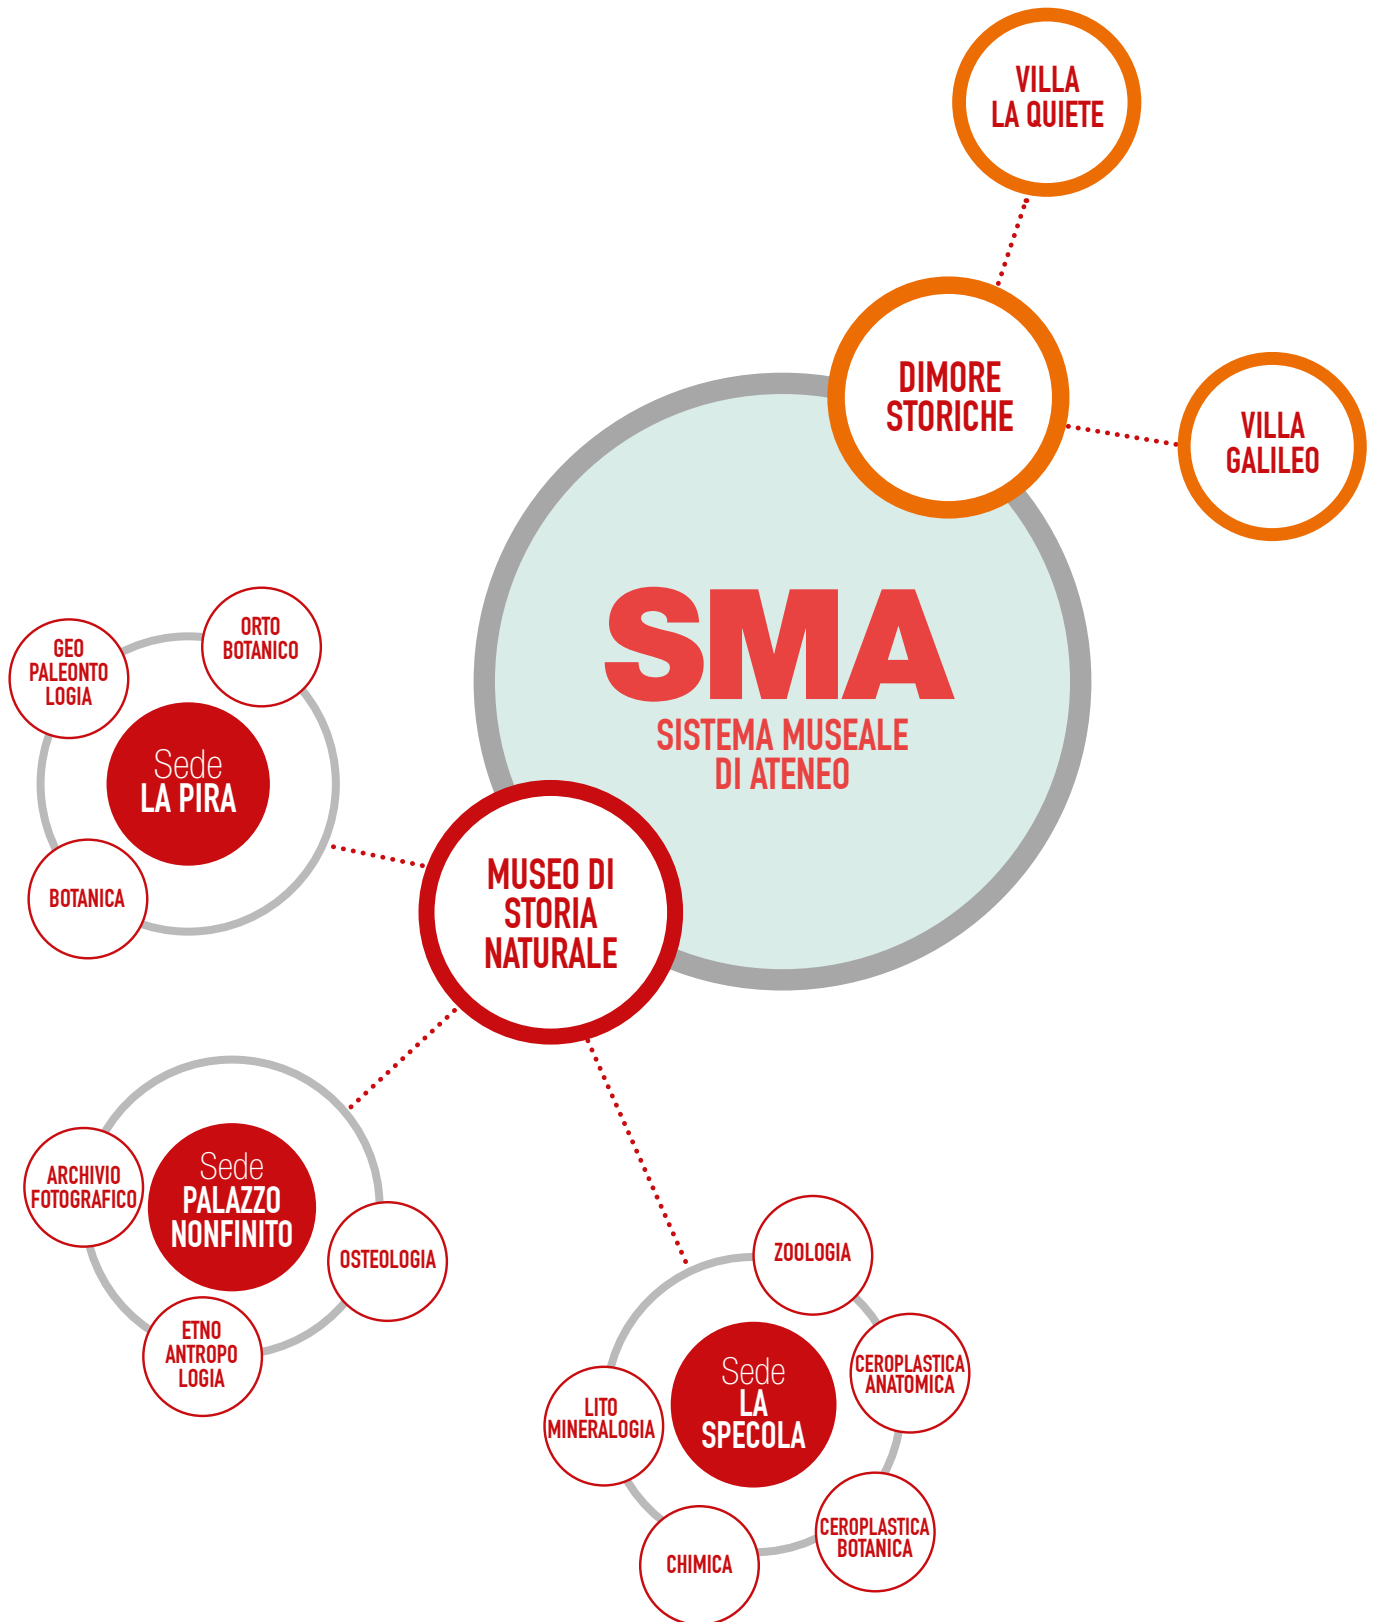 VILLA
LA QUIETE
DIMORE
STORICHE
VILLA
GALILEO
SMA
SISTEMA MUSEALE
DI ATENEO
ORTO
BOTANICO
GEO
PALEONTO
LOGIA
Sede
LA PIRA
BOTANICA
MUSEO DI
STORIA
NATURALE
ARCHIVIO
FOTOGRAFICO
Sede
PALAZZO
NONFINITO
OSTEOLOGIA
ETNO
ANTROPO
LOGIA
ZOOLOGIA
CEROPLASTICA
ANATOMICA
Sede
LA
SPECOLA
LITO
MINERALOGIA
CEROPLASTICA
BOTANICA
CHIMICA